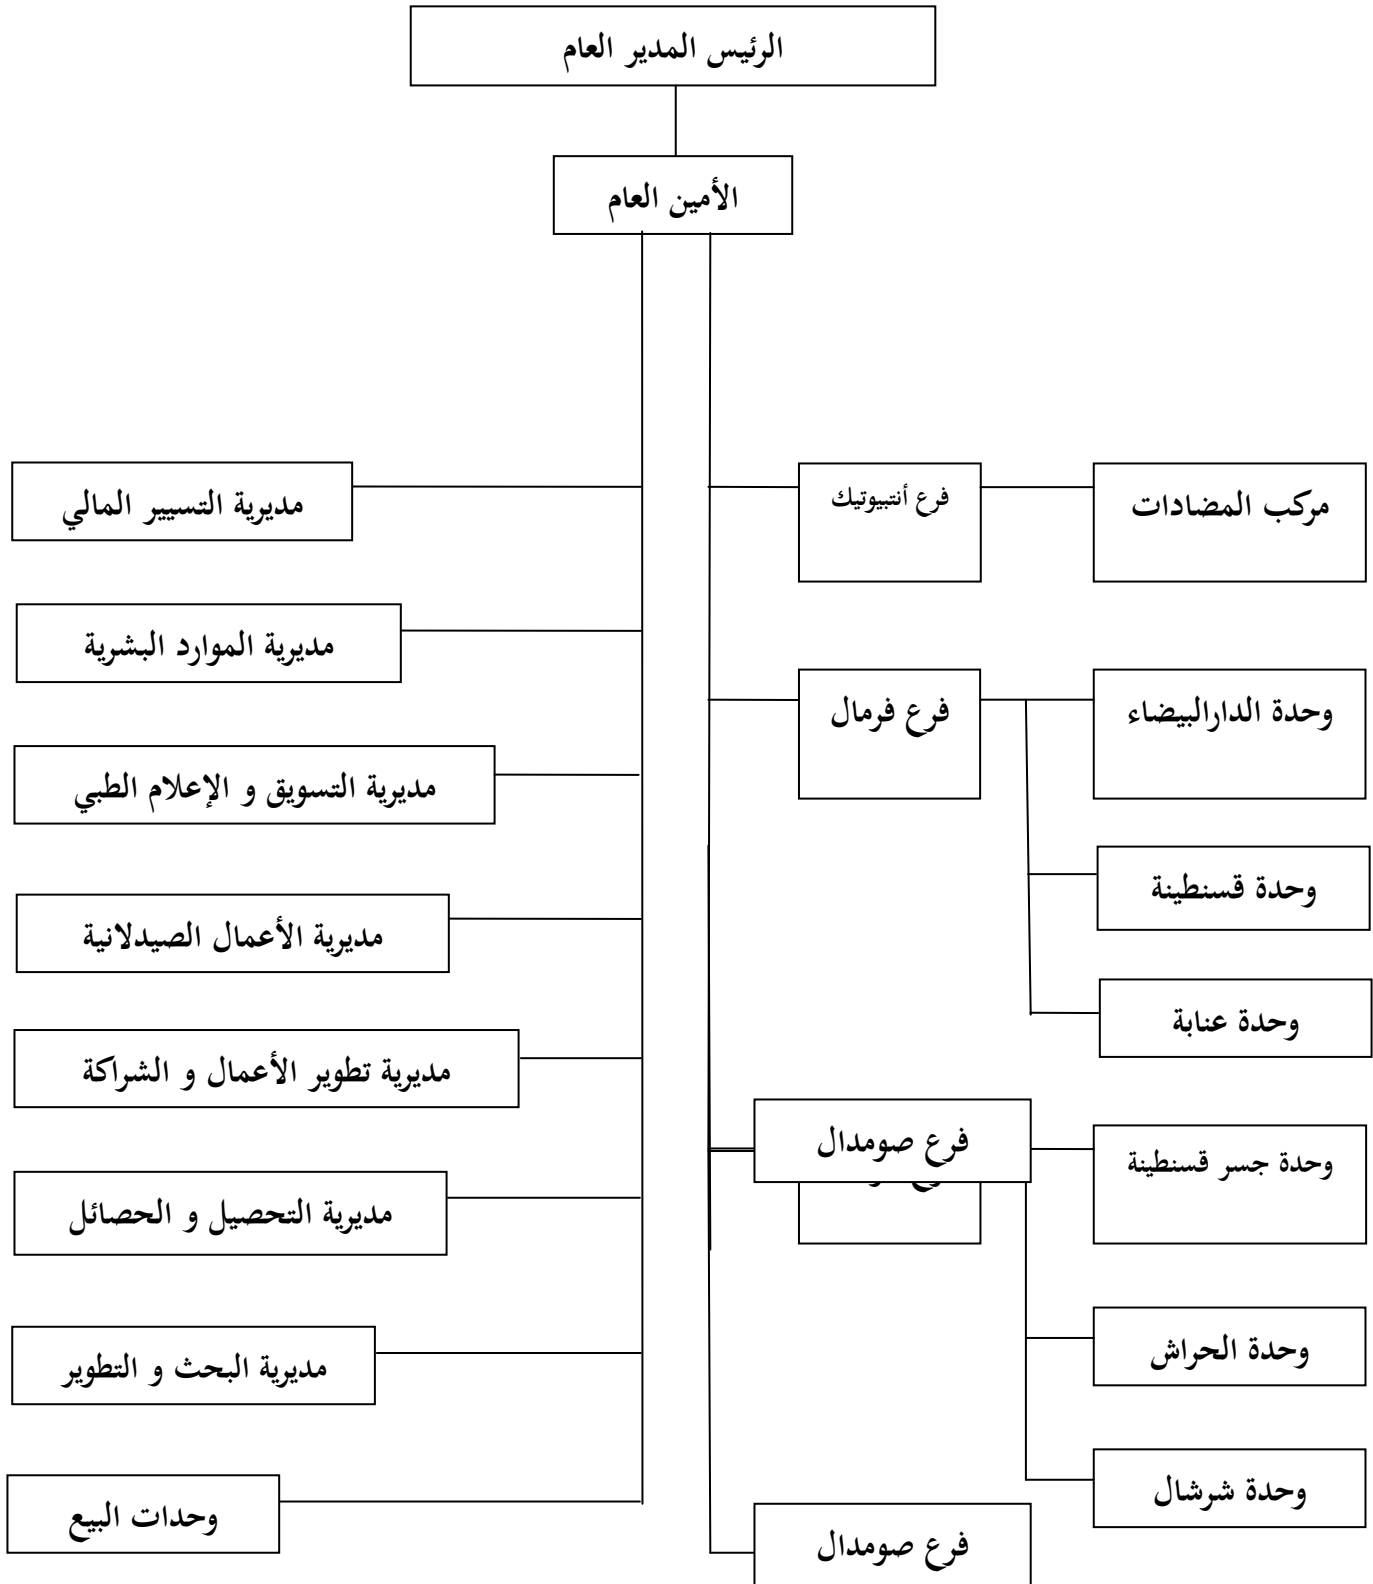 الرئيس المدير العام
الأمين العام
مركب المضادات
فرع أنتبيوتيك
مديرية التسيير المالي
مديرية الموارد البشرية
وحدة الدارالبيضاء
فرع فرمال
مديرية التسويق و الإعلام الطبي
وحدة قسنطينة
مديرية الأعمال الصيدلانية
وحدة عنابة
مديرية تطوير الأعمال و الشراكة
وحدة جسر قسنطينة
فرع صومدال
مديرية التحصيل و الحصائل
وحدة الحراش
مديرية البحث و التطوير
وحدة شرشال
وحدات البيع
فرع صومدال